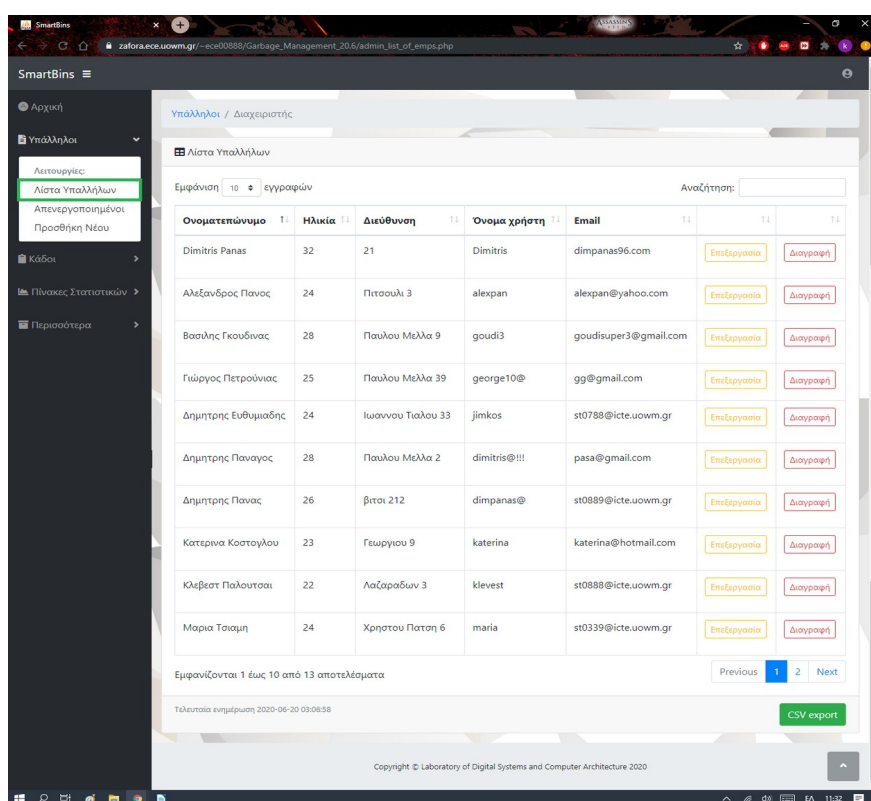 SmartBins
ASSASSINS
zafora.ece.uowm.gr/~ece00888/Garbage_Management_20.6/admin_list_of_emps.php
SmartBins
Αρχική
Υπάλληλοι
Λειτουργίες:
Λίστα Υπαλλήλων
Απενεργοποιημένοι
Προσθήκη Νέου
Κάδοι
Πίνακες Στατιστικών
Περισσότερα
Υπάλληλοι / Διαχειριστής
Λίστα Υπαλλήλων
Εμφάνιση 10 εγγραφών Αναζήτηση:
Ονοματεπώνυμο Ηλικία Διεύθυνση Όνομα χρήστη Email
Dimitris Panas 32 21 Dimitris dimpanas96.com Επεξεργασία Διαγραφή
Αλεξανδρος Πανος 24 Πιτσουλι 3 alexpan alexpan@yahoo.com Επεξεργασία Διαγραφή
Βασιλης Γκουδινας 28 Παυλου Μελλα 9 goudi3 goudisuper3@gmail.com Επεξεργασία Διαγραφή
Γιώργος Πετρούνιας 25 Παυλου Μελλα 39 george10@ gg@gmail.com Επεξεργασία Διαγραφή
Δημητρης Ευθυμιαδης 24 Ιωαννου Τιαλου 33 jimkos st0788@icte.uowm.gr Επεξεργασία Διαγραφή
Δημητρης Παναγος 28 Παυλου Μελλα 2 dimitris@!!! pasa@gmail.com Επεξεργασία Διαγραφή
Δημητρης Πανας 26 βιτσι 212 dimpanas@ st0889@icte.uowm.gr Επεξεργασία Διαγραφή
Κατερινα Κοστογλου 23 Γεωργιου 9 katerina katerina@hotmail.com Επεξεργασία Διαγραφή
Κλεβεστ Παλουτσαι 22 Λαζαραδων 3 klevest st0888@icte.uowm.gr Επεξεργασία Διαγραφή
Μαρια Τσιαμη 24 Χρηστου Πατση 6 maria st0339@icte.uowm.gr Επεξεργασία Διαγραφή
Εμφανίζονται 1 έως 10 από 13 αποτελέσματα
Previous 1 2 Next
Τελευταία ενημέρωση 2020-06-20 03:06:58
CSV export
Copyright © Laboratory of Digital Systems and Computer Architecture 2020
ΕΛ 11:32